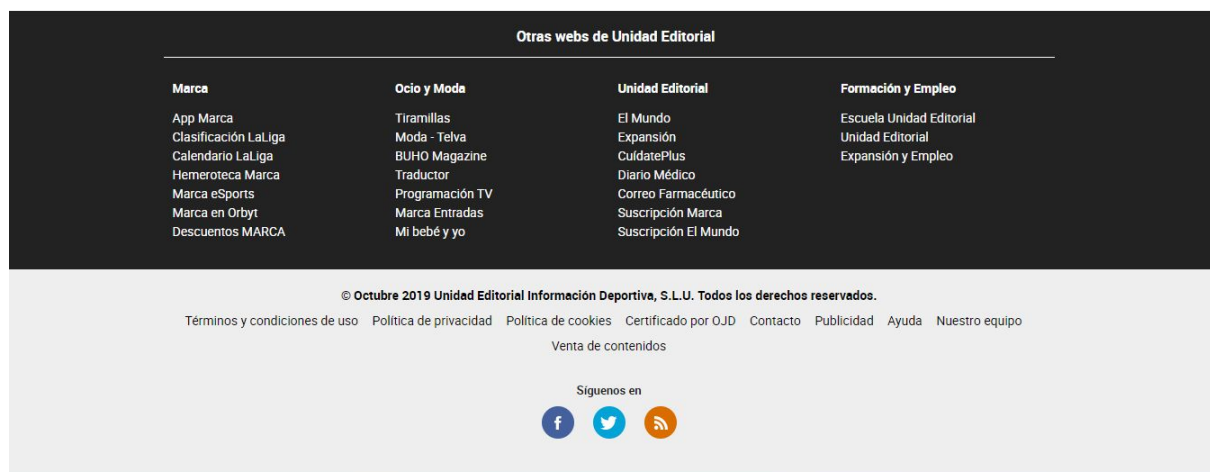 Otras webs de Unidad Editorial
Marca
App Marca
Clasificación LaLiga
Calendario LaLiga
Hemeroteca Marca
Marca eSports
Marca en Orbyt
Descuentos MARCA
Ocio y Moda
Tiramillas
Moda - Telva
BUHO Magazine
Traductor
Programación TV
Marca Entradas
Mi bebé y yo
Unidad Editorial
El Mundo
Expansión
CuídatePlus
Diario Médico
Correo Farmacéutico
Suscripción Marca
Suscripción El Mundo
Formación y Empleo
Escuela Unidad Editorial
Unidad Editorial
Expansión y Empleo
© Octubre 2019 Unidad Editorial Información Deportiva, S.L.U. Todos los derechos reservados.
Términos y condiciones de uso Política de privacidad Política de cookies Certificado por OJD Contacto Publicidad Ayuda Nuestro equipo
Venta de contenidos
Síguenos en